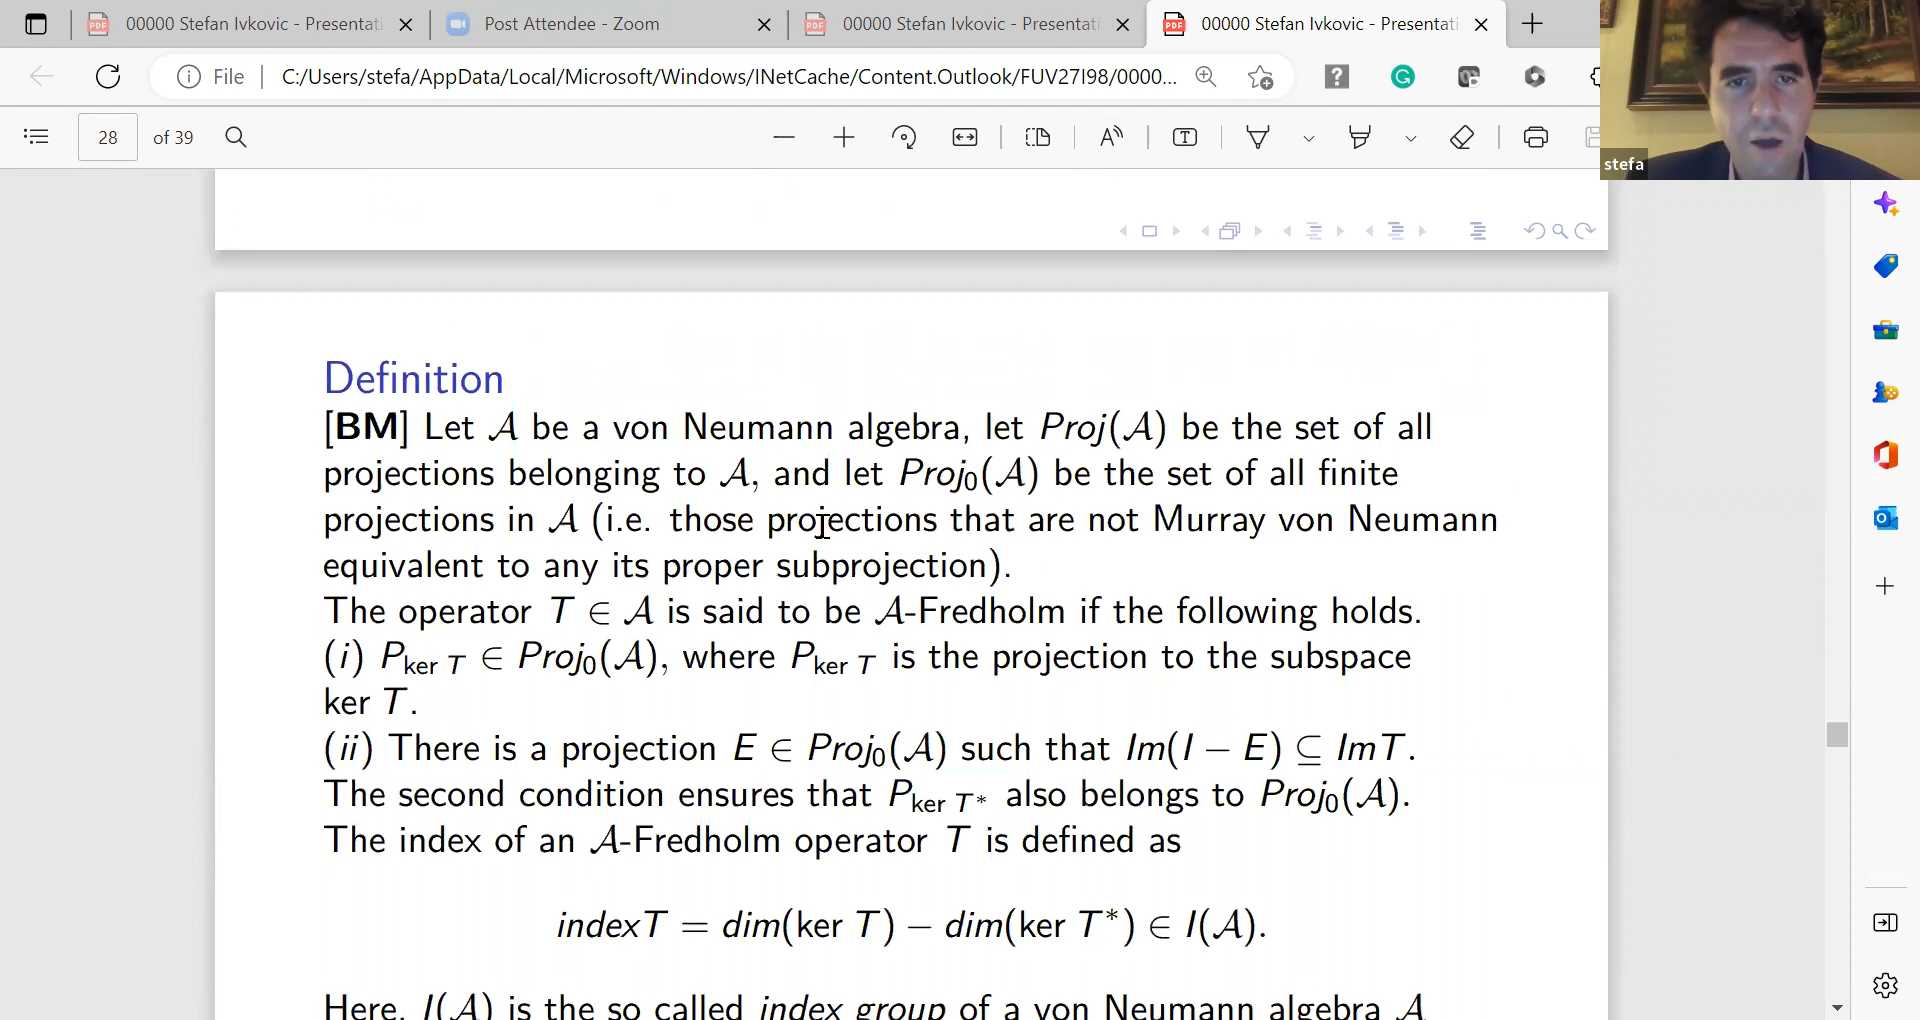 00000 Stefan Ivkovic - Presentati
Post Attendee - Zoom
00000 Stefan Ivkovic - Presentati
00000 Stefan Ivkovic - Presentati
File
C:/Users/stefa/AppData/Local/Microsoft/Windows/INetCache/Content.Outlook/FUV27I98/0000...
28 of 39
stefa
Definition
[BM] Let 𝒜 be a von Neumann algebra, let Proj(𝒜) be the set of all
projections belonging to 𝒜, and let Proj₀(𝒜) be the set of all finite
projections in 𝒜 (i.e. those projections that are not Murray von Neumann
equivalent to any its proper subprojection).
The operator T ∈ 𝒜 is said to be 𝒜-Fredholm if the following holds.
(i) P_ker T ∈ Proj₀(𝒜), where P_ker T is the projection to the subspace
ker T.
(ii) There is a projection E ∈ Proj₀(𝒜) such that Im(I − E) ⊆ ImT.
The second condition ensures that P_ker T* also belongs to Proj₀(𝒜).
The index of an 𝒜-Fredholm operator T is defined as
indexT = dim(ker T) − dim(ker T*) ∈ I(𝒜).
Here, I(𝒜) is the so called index group of a von Neumann algebra 𝒜